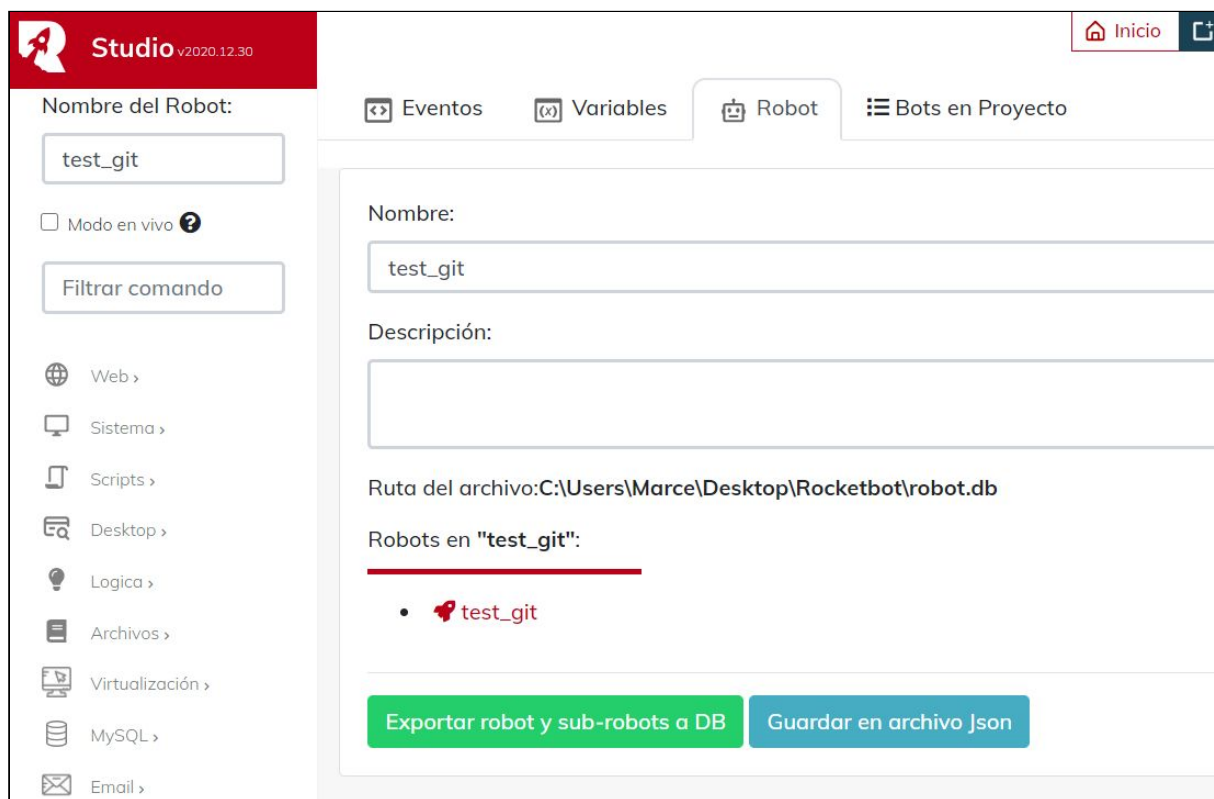 Studio v2020.12.30
Inicio
Nombre del Robot:
test_git
Modo en vivo ?
Filtrar comando
Web ›
Sistema ›
Scripts ›
Desktop ›
Logica ›
Archivos ›
Virtualización ›
MySQL ›
Email ›
Eventos
(x) Variables
Robot
Bots en Proyecto
Nombre:
test_git
Descripción:
Ruta del archivo:C:\Users\Marce\Desktop\Rocketbot\robot.db
Robots en "test_git":
• test_git
Exportar robot y sub-robots a DB
Guardar en archivo Json